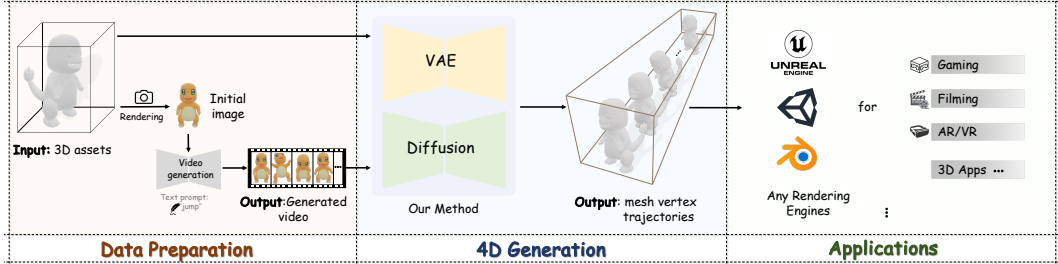 Input: 3D assets
Rendering
Initial
image
Video
generation
Text prompt:
jump"
Output:Generated
video
VAE
Diffusion
Our Method
Output: mesh vertex
trajectories
UNREAL
ENGINE
for
Any Rendering
Engines
Gaming
Filming
AR/VR
3D Apps ...
Data Preparation
4D Generation
Applications